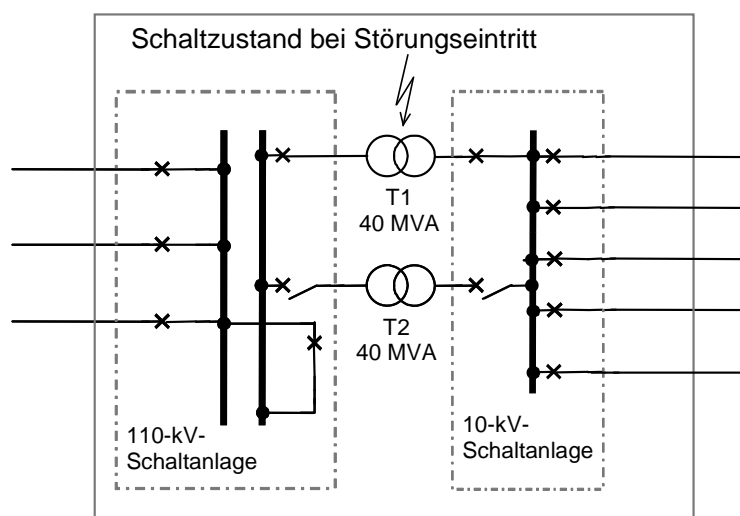 Schaltzustand bei Störungseintritt
T1
40 MVA
T2
40 MVA
110-kV-
Schaltanlage
10-kV-
Schaltanlage